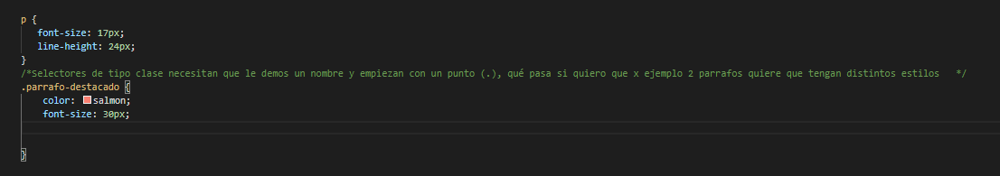 p {
font-size: 17px;
line-height: 24px;
}
/*Selectores de tipo clase necesitan que le demos un nombre y empiezan con un punto (.), qué pasa si quiero que x ejemplo 2 parrafos quiere que tengan distintos estilos */
.parrafo-destacado {
color: salmon;
font-size: 30px;
}